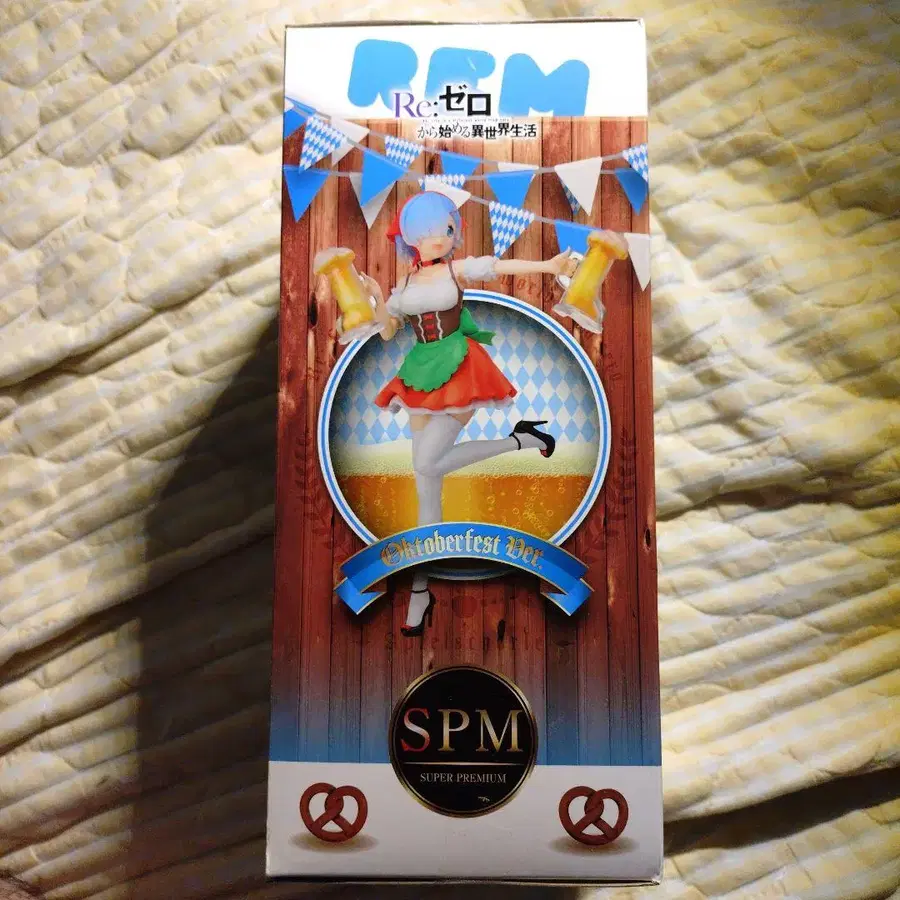 REM
Re:ゼロ
から始める異世界生活
Oktoberfest Ver.
Apfelschorle
SPM
SUPER PREMIUM